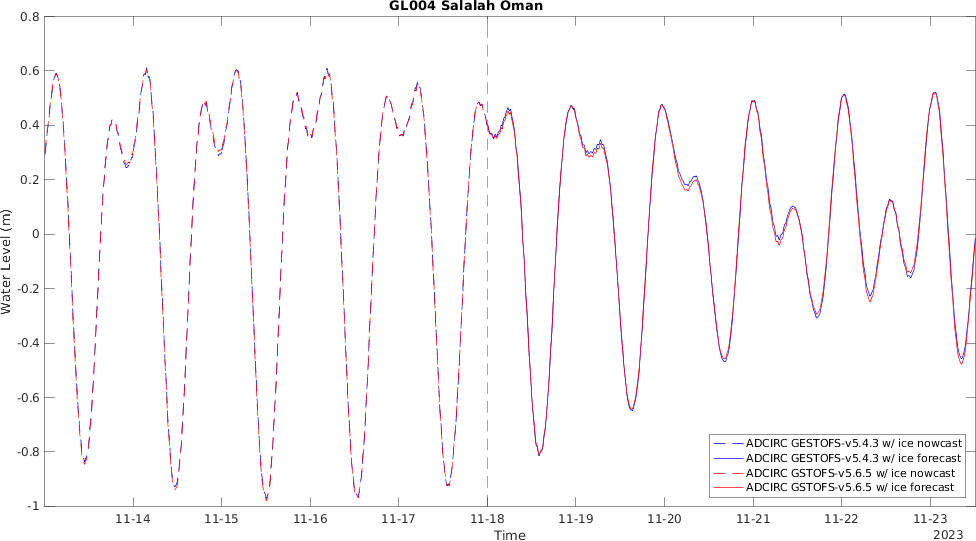 GL004 Salalah Oman
0.8
0.6
0.4
0.2
0
-0.2
-0.4
-0.6
-0.8
-1
Water Level (m)
ADCIRC GESTOFS-v5.4.3 w/ ice nowcast
ADCIRC GESTOFS-v5.4.3 w/ ice forecast
ADCIRC GSTOFS-v5.6.5 w/ ice nowcast
ADCIRC GSTOFS-v5.6.5 w/ ice forecast
11-14 11-15 11-16 11-17 11-18 11-19 11-20 11-21 11-22 11-23
Time
2023